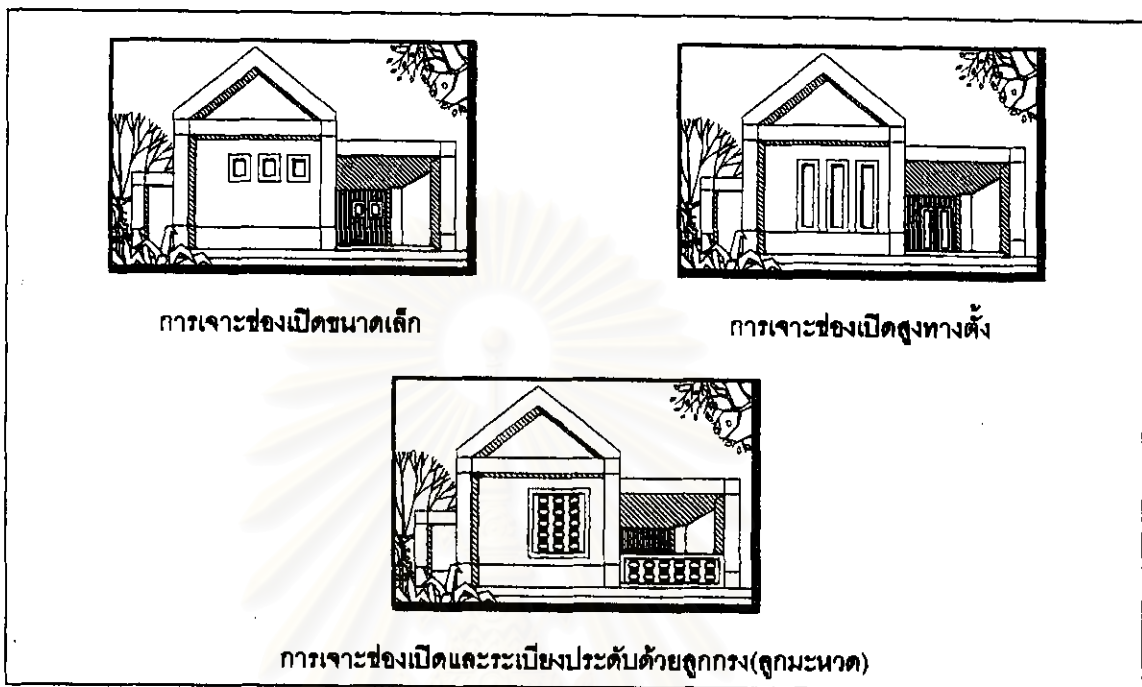 การเจาะช่องเปิดขนาดเล็ก
การเจาะช่องเปิดสูงทางตั้ง
การเจาะช่องเปิดและระเบียงประดับด้วยลูกกรง(ลูกมะหวด)